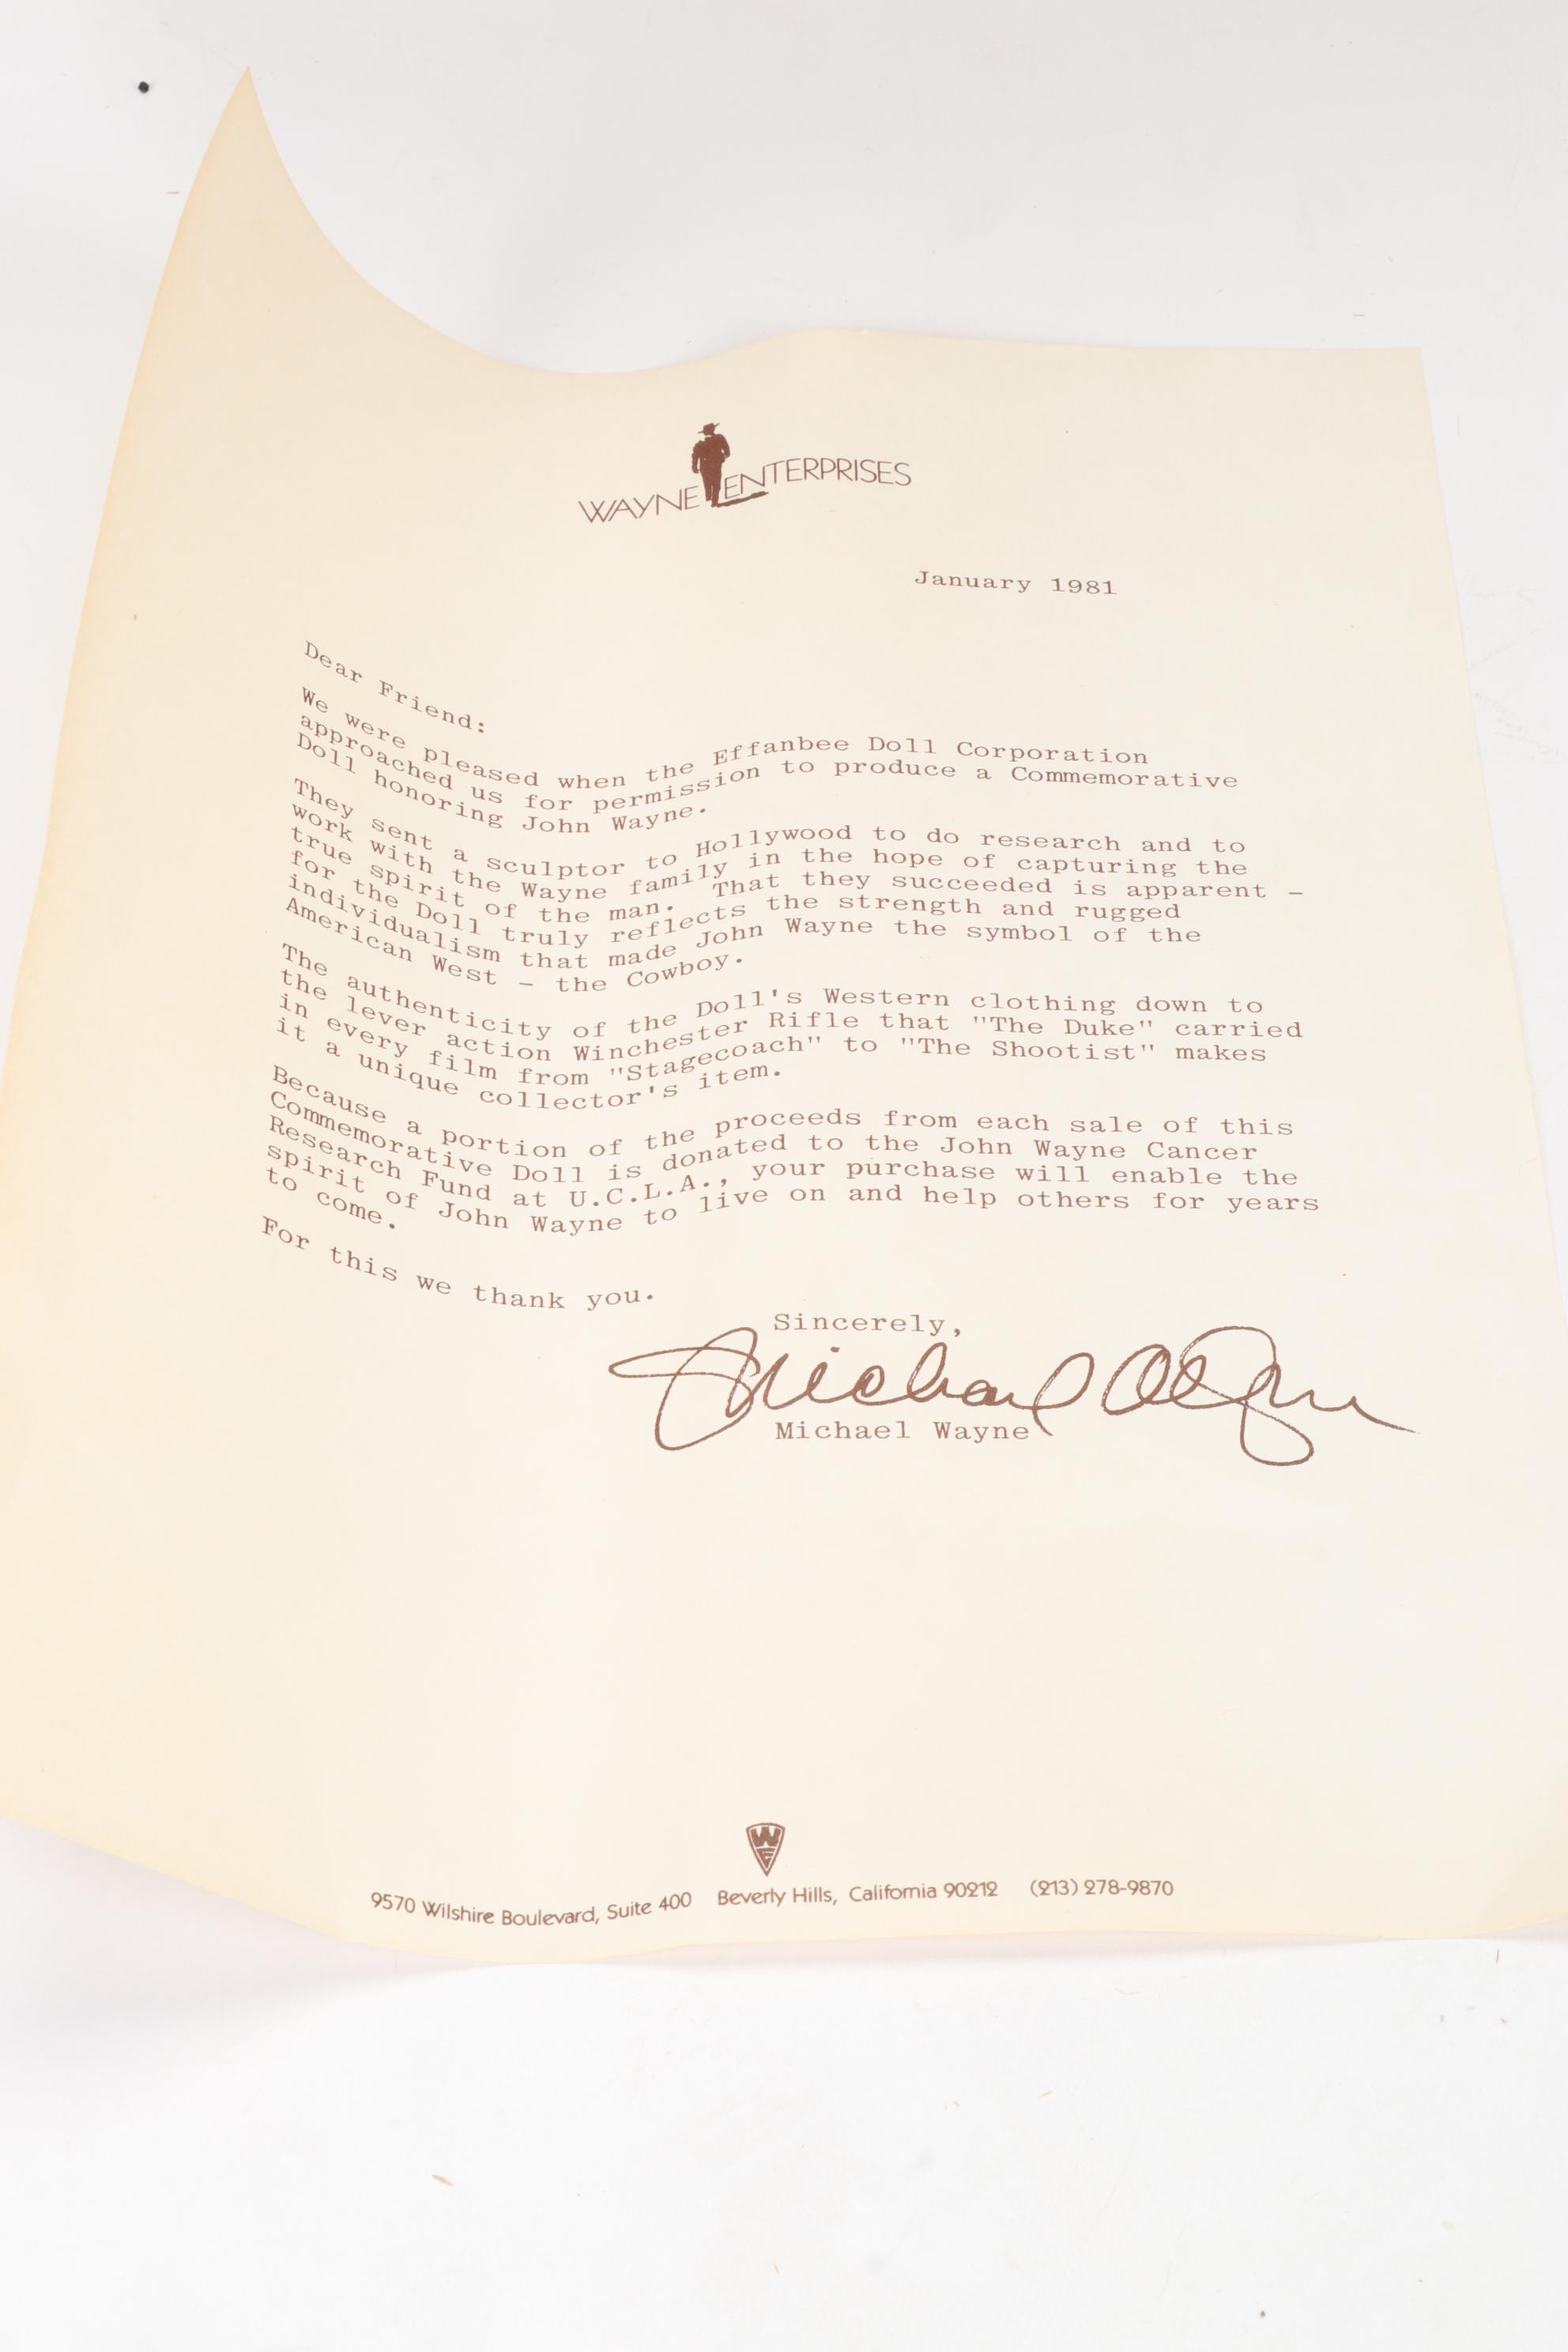 WAYNE ENTERPRISES
January 1981
Dear Friend:
We were pleased when the Effanbee Doll Corporation
approached us for permission to produce a Commemorative
Doll honoring John Wayne.
They sent a sculptor to Hollywood to do research and to
work with the Wayne family in the hope of capturing the
true spirit of the man. That they succeeded is apparent -
for the Doll truly reflects the strength and rugged
individualism that made John Wayne the symbol of the
American West - the Cowboy.
The authenticity of the Doll's Western clothing down to
the lever action Winchester Rifle that "The Duke" carried
in every film from "Stagecoach" to "The Shootist" makes
it a unique collector's item.
Because a portion of the proceeds from each sale of this
Commemorative Doll is donated to the John Wayne Cancer
Research Fund at U.C.L.A., your purchase will enable the
spirit of John Wayne to live on and help others for years
to come.
For this we thank you.
Sincerely,
Michael Wayne
Michael Wayne
WE
9570 Wilshire Boulevard, Suite 400 Beverly Hills, California 90212 (213) 278-9870